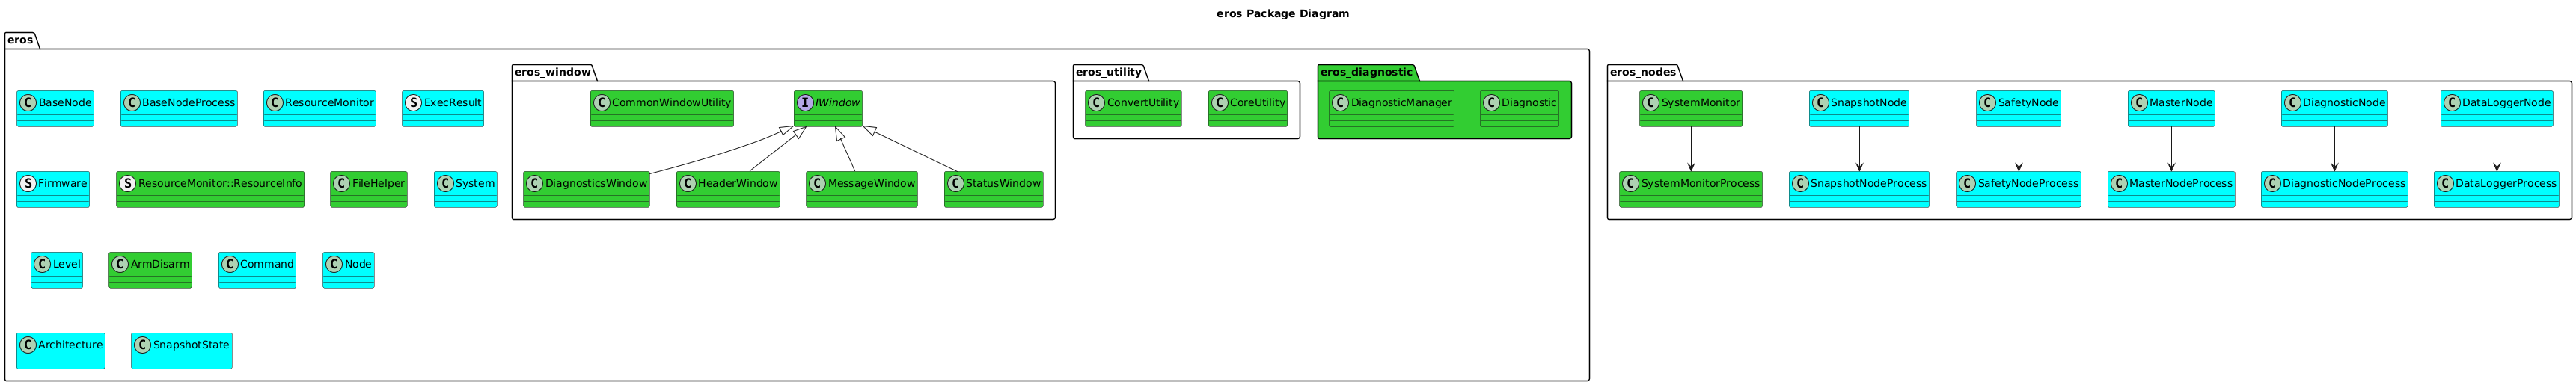 eros Package Diagram
eros
C BaseNode
C BaseNodeProcess
C ResourceMonitor
S ExecResult
S Firmware
S ResourceMonitor::ResourceInfo
C FileHelper
C System
C Level
C ArmDisarm
C Command
C Node
C Architecture
C SnapshotState
eros_window
C CommonWindowUtility
I IWindow
C DiagnosticsWindow
C HeaderWindow
C MessageWindow
C StatusWindow
eros_utility
C ConvertUtility
C CoreUtility
eros_diagnostic
C DiagnosticManager
C Diagnostic
eros_nodes
C SystemMonitor
C SnapshotNode
C SafetyNode
C MasterNode
C DiagnosticNode
C DataLoggerNode
C SystemMonitorProcess
C SnapshotNodeProcess
C SafetyNodeProcess
C MasterNodeProcess
C DiagnosticNodeProcess
C DataLoggerProcess